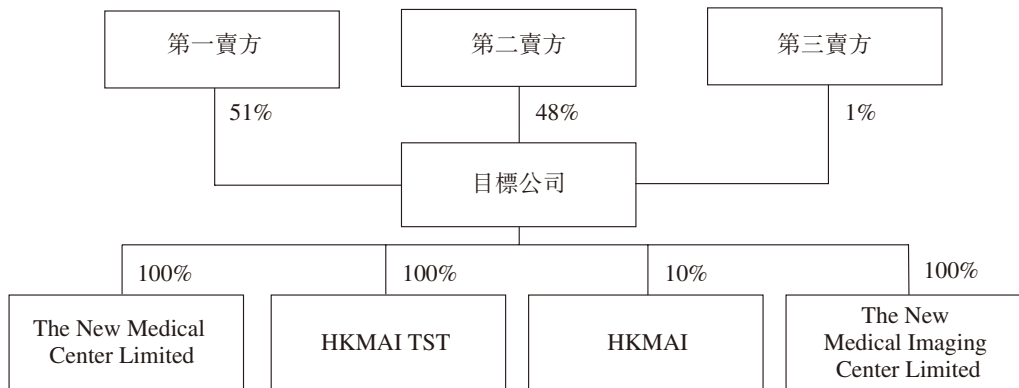 第一賣方
第二賣方
第三賣方
51%
48%
1%
目標公司
100%
100%
10%
100%
The New Medical
Center Limited
HKMAI TST
HKMAI
The New
Medical Imaging
Center Limited